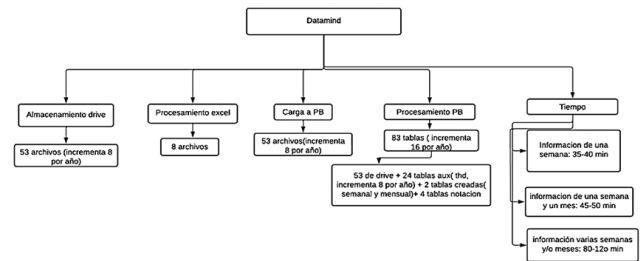 Datamind
Almacenamiento drive
Procesamiento excel
Carga a PB
Procesamiento PB
Tiempo
53 archivos (incrementa 8
por año)
8 archivos
53 archivos(incrementa
8 por año)
83 tablas ( incrementa
16 por año)
53 de drive + 24 tablas aux( thd,
incrementa 8 por año) + 2 tablas creadas(
semanal y mensual)+ 4 tablas notacion
Informacion de una
semana: 35-40 min
informacion de una semana
y un mes: 45-50 min
información varias semanas
y/o meses: 80-12o min